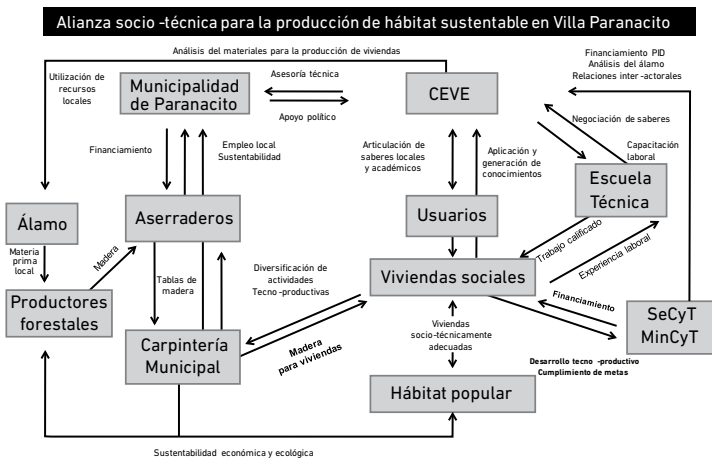 Alianza socio -técnica para la producción de hábitat sustentable en Villa Paranacito
Análisis del materiales para la producción de viviendas
Financiamiento PID
Análisis del álamo
Relaciones inter -actorales
Utilización de
recursos
locales
Municipalidad
de Paranacito
Asesoría técnica
Apoyo político
CEVE
Negociación de saberes
Financiamiento
Empleo local
Sustentabilidad
Articulación de
saberes locales
y académicos
Aplicación y
generación de
conocimientos
Capacitación
laboral
Escuela
Técnica
Álamo
Aserraderos
Usuarios
Materia
prima
local
Madera
Trabajo calificado
Experiencia laboral
Tablas de
madera
Diversificación de
actividades
Tecno -productivas
Viviendas sociales
Productores
forestales
Financiamiento
SeCyT
MinCyT
Carpintería
Municipal
Madera
para viviendas
Viviendas
socio-técnicamente
adecuadas
Desarrollo tecno -productivo
Cumplimiento de metas
Hábitat popular
Sustentabilidad económica y ecológica